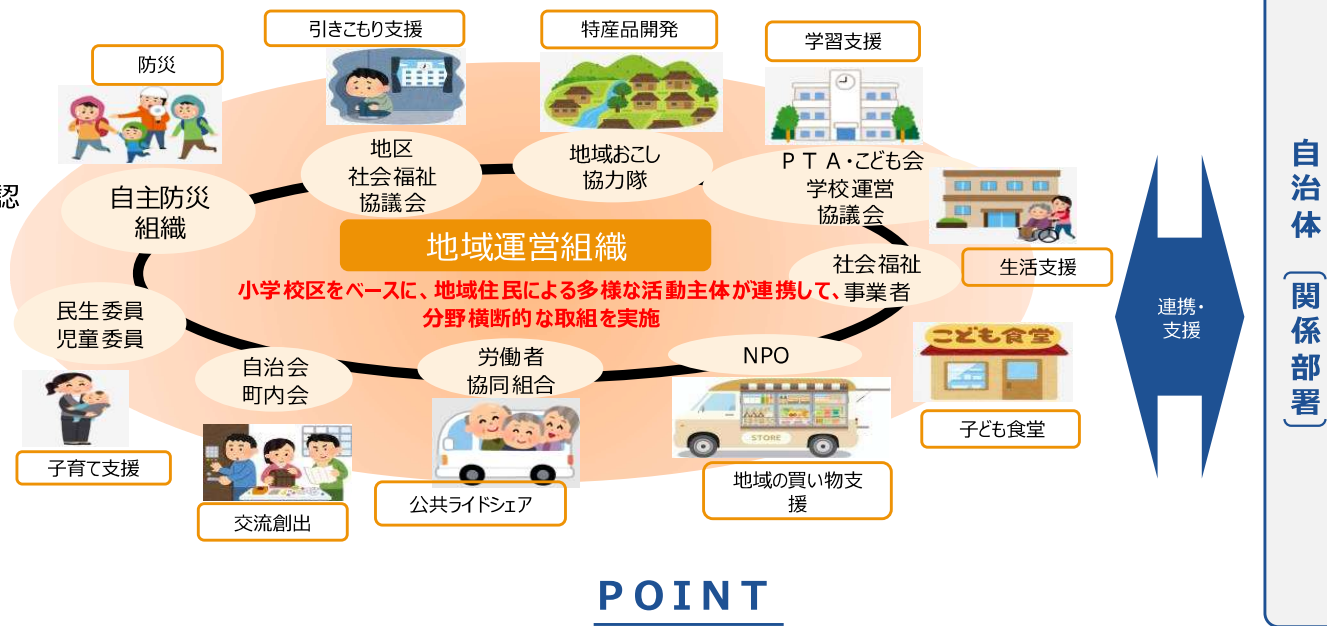 引きこもり支援
特産品開発
学習支援
防災
地区
社会福祉
協議会
地域おこし
協力隊
ＰＴＡ・こども会
学校運営
協議会
認
自主防災
組織
地域運営組織
社会福祉
事業者
生活支援
小学校区をベースに、地域住民による多様な活動主体が連携して、
分野横断的な取組を実施
民生委員
児童委員
自治会
町内会
労働者
協同組合
NPO
こども食堂
STORE
子育て支援
交流創出
公共ライドシェア
地域の買い物支
援
子ども食堂
連携・
支援
自治体〔関係部署〕
ＰＯＩＮＴ